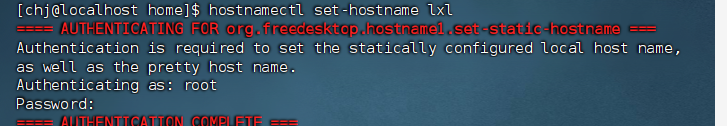 [chj@localhost home]$ hostnamectl set-hostname lxl
==== AUTHENTICATING FOR org.freedesktop.hostname1.set-static-hostname ===
Authentication is required to set the statically configured local host name,
as well as the pretty host name.
Authenticating as: root
Password:
==== AUTHENTICATION COMPLETE ===